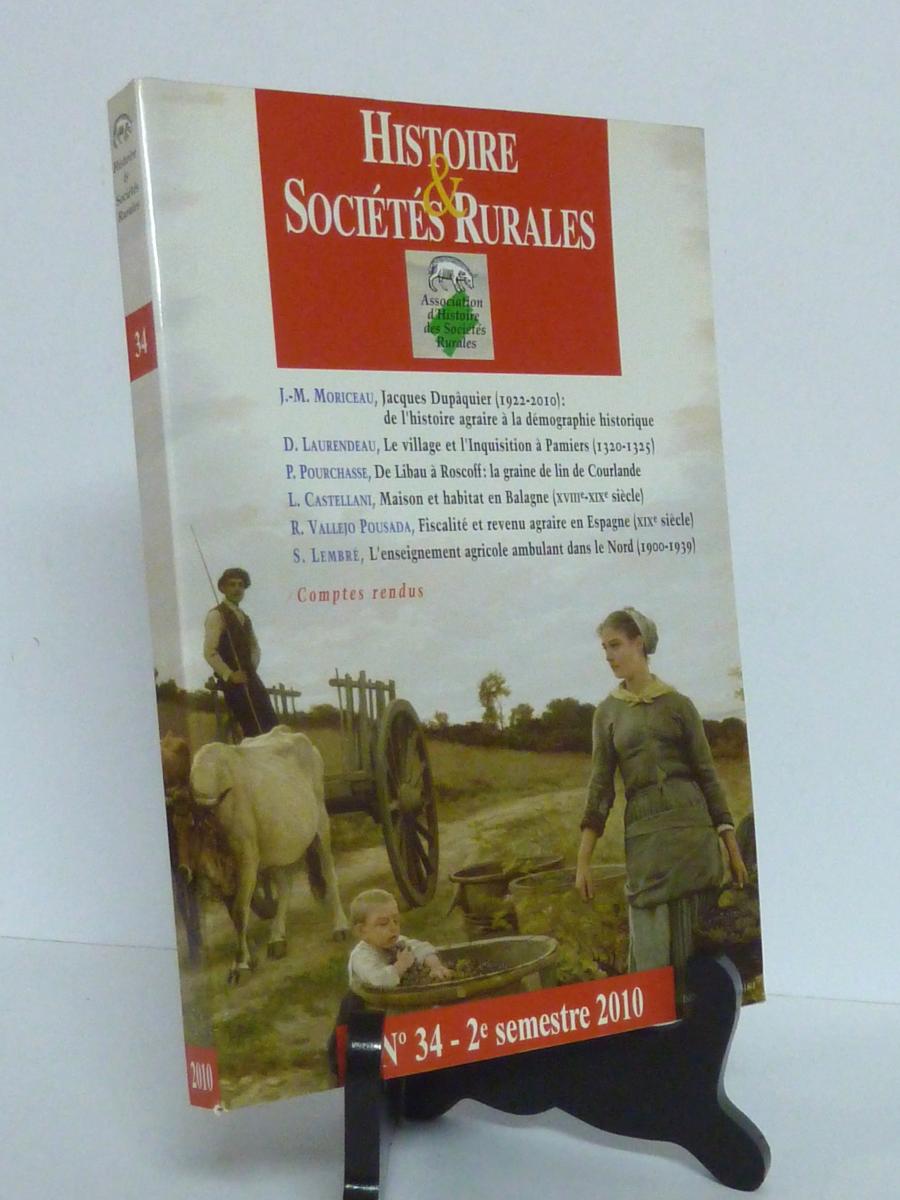 Histoire
&
Sociétés
Rurales
34
2010
HISTOIRE
&
SOCIÉTÉS RURALES
Association
d'Histoire
des Sociétés
Rurales
J.-M. MORICEAU, Jacques Dupâquier (1922-2010) :
de l'histoire agraire à la démographie historique
D. LAURENDEAU, Le village et l'Inquisition à Pamiers (1320-1325)
P. POURCHASSE, De Libau à Roscoff : la graine de lin de Courlande
L. CASTELLANI, Maison et habitat en Balagne (XVIIIe-XIXe siècle)
R. VALLEJO POUSADA, Fiscalité et revenu agraire en Espagne (XIXe siècle)
S. LEMBRÉ, L'enseignement agricole ambulant dans le Nord (1900-1939)
Comptes rendus
N° 34 - 2e semestre 2010